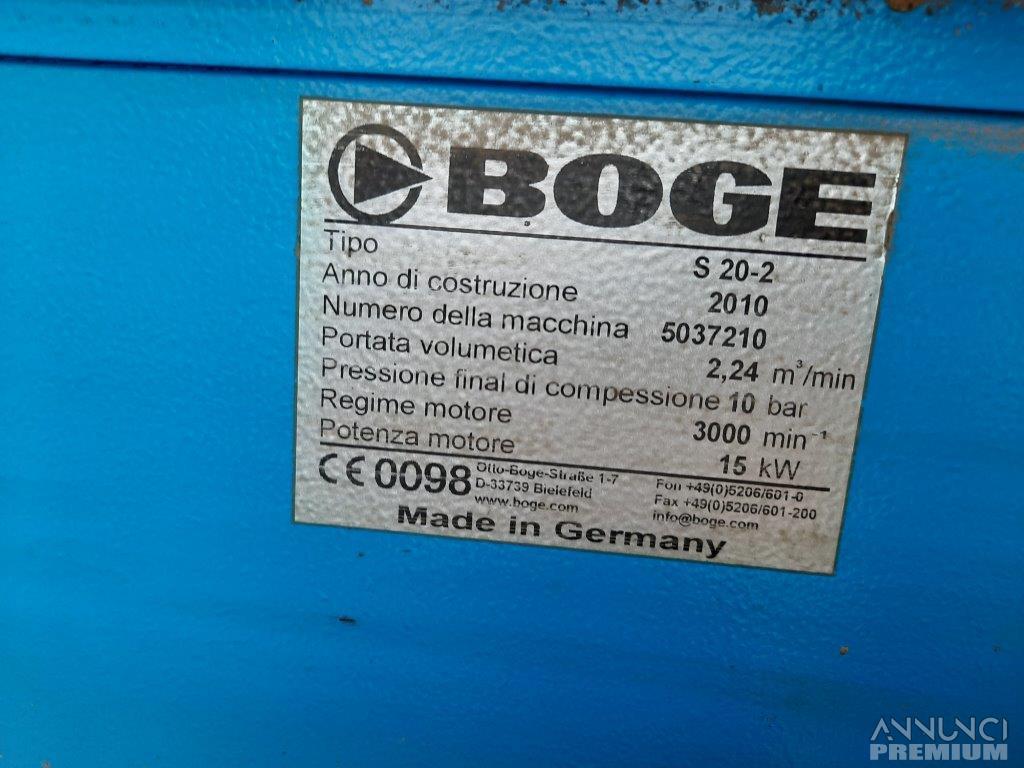 BOGE
Tipo S 20-2
Anno di costruzione 2010
Numero della macchina 5037210
Portata volumetica 2,24 m³/min
Pressione final di compessione 10 bar
Regime motore 3000 min⁻¹
Potenza motore 15 kW
CE 0098
Otto-Boge-Straße 1-7
D-33739 Bielefeld
www.boge.com
Fon +49(0)5206/601-0
Fax +49(0)5206/601-200
info@boge.com
Made in Germany
ANNUNCI
PREMIUM